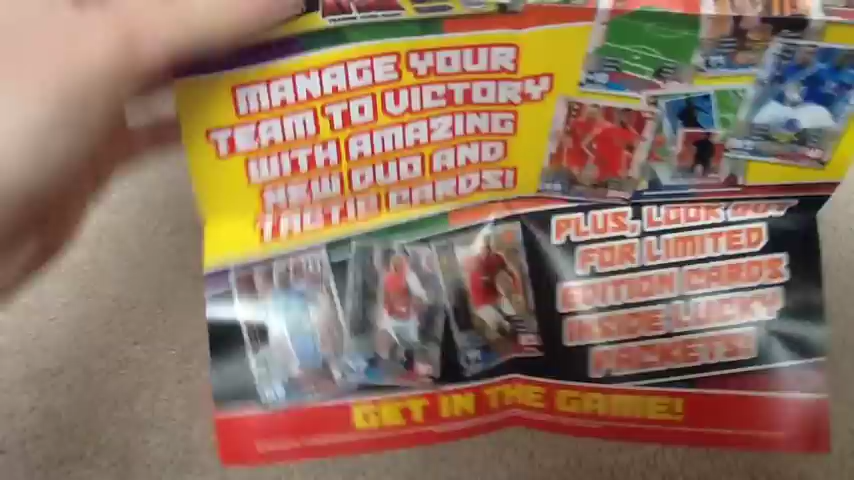 MANAGE YOUR
TEAM TO VICTORY
WITH AMAZING
NEW DUO AND
TACTIC CARDS!
PLUS, LOOK OUT
FOR LIMITED
EDITION CARDS
INSIDE LUCKY
PACKETS!
GET IN THE GAME!